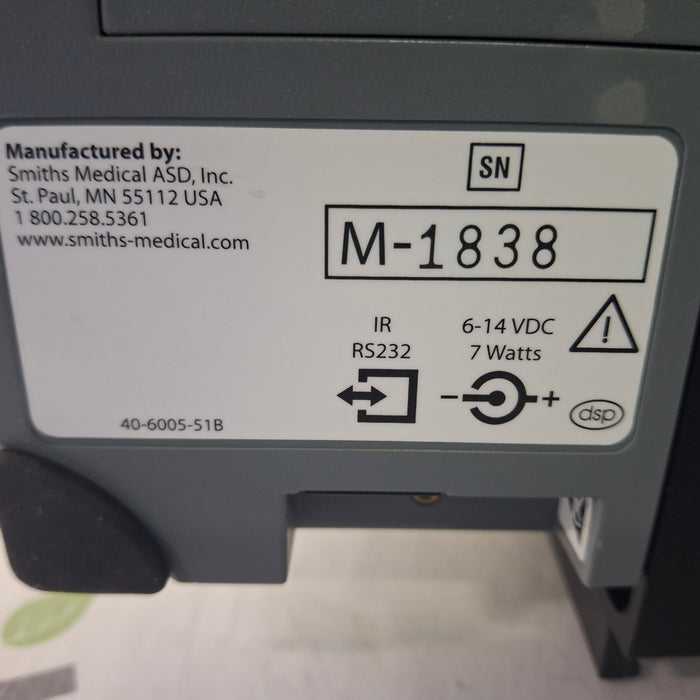 Manufactured by:
Smiths Medical ASD, Inc.
St. Paul, MN 55112 USA
1 800.258.5361
www.smiths-medical.com
SN
M-1838
IR
RS232
6-14 VDC
7 Watts
- +
dsp
40-6005-51B